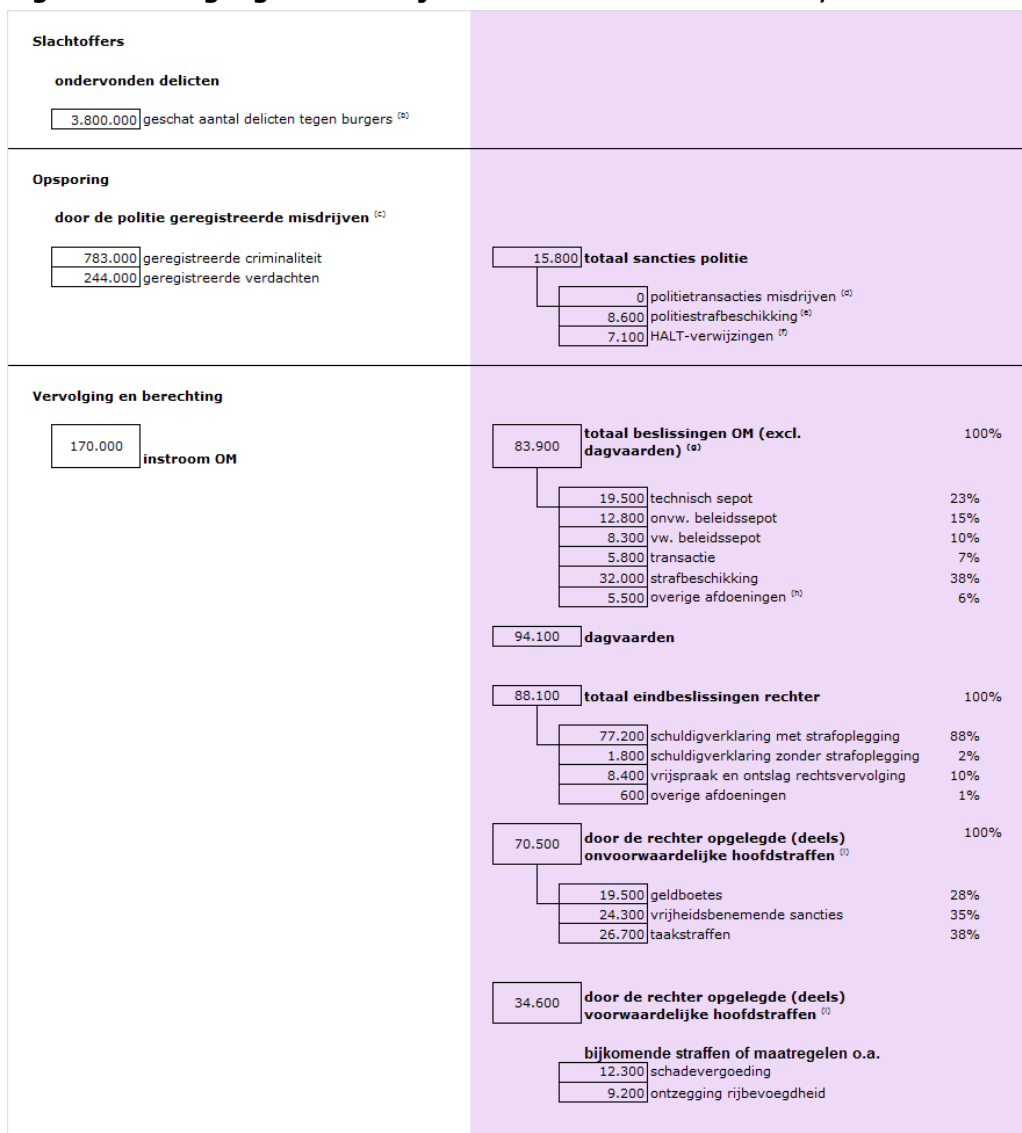 Slachtoffers
ondervonden delicten
3.800.000 geschat aantal delicten tegen burgers (b)
Opsporing
door de politie geregistreerde misdrijven (c)
783.000 geregistreerde criminaliteit
244.000 geregistreerde verdachten
15.800 totaal sancties politie
0 politietransacties misdrijven (d)
8.600 politiestrafbeschikking (e)
7.100 HALT-verwijzingen (f)
Vervolging en berechting
170.000 instroom OM
83.900 totaal beslissingen OM (excl. 100%
dagvaarden) (g)
19.500 technisch sepot 23%
12.800 onvw. beleidssepot 15%
8.300 vw. beleidssepot 10%
5.800 transactie 7%
32.000 strafbeschikking 38%
5.500 overige afdoeningen (h) 6%
94.100 dagvaarden
88.100 totaal eindbeslissingen rechter 100%
77.200 schuldigverklaring met strafoplegging 88%
1.800 schuldigverklaring zonder strafoplegging 2%
8.400 vrijspraak en ontslag rechtsvervolging 10%
600 overige afdoeningen 1%
70.500 door de rechter opgelegde (deels) 100%
onvoorwaardelijke hoofdstraffen (i)
19.500 geldboetes 28%
24.300 vrijheidsbenemende sancties 35%
26.700 taakstraffen 38%
34.600 door de rechter opgelegde (deels)
voorwaardelijke hoofdstraffen (i)
bijkomende straffen of maatregelen o.a.
12.300 schadevergoeding
9.200 ontzegging rijbevoegdheid